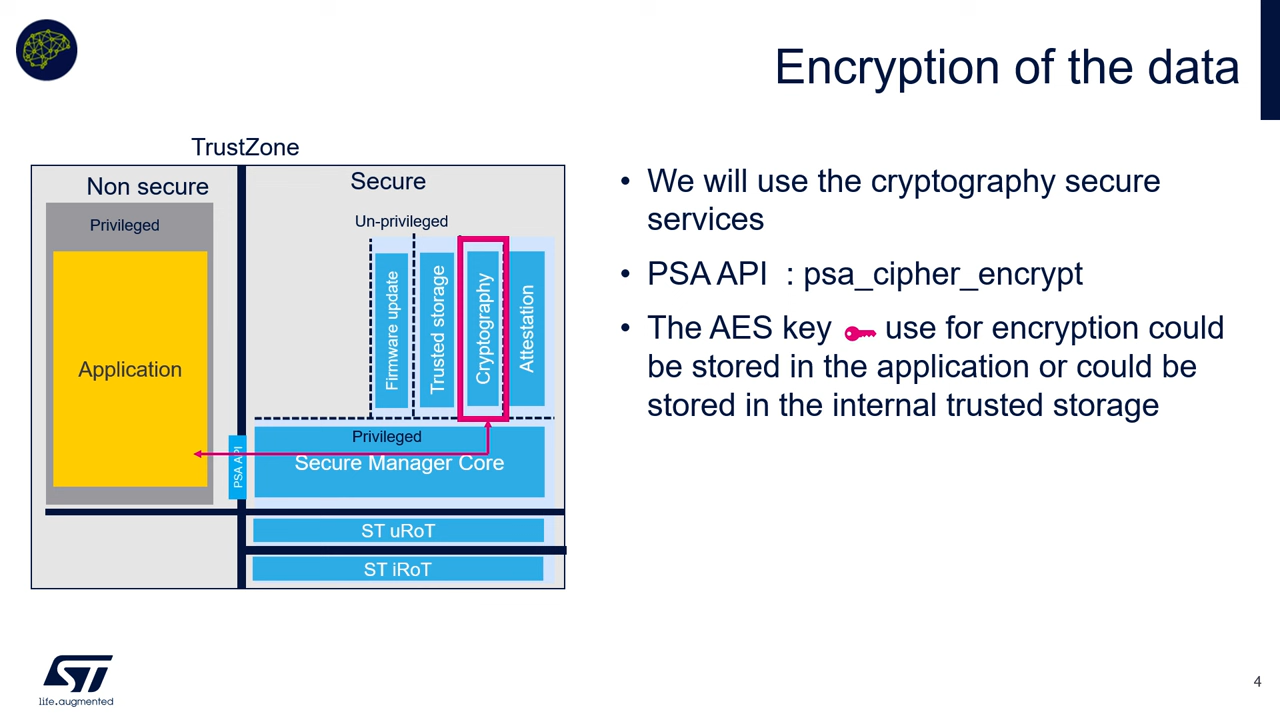 Encryption of the data
TrustZone
Non secure
Secure
Privileged
Un-privileged
Application
Firmware update
Trusted storage
Cryptography
Attestation
PSA API
Privileged
Secure Manager Core
ST uRoT
ST iRoT
• We will use the cryptography secure
services
• PSA API : psa_cipher_encrypt
• The AES key use for encryption could
be stored in the application or could be
stored in the internal trusted storage
ST
life.augmented
4